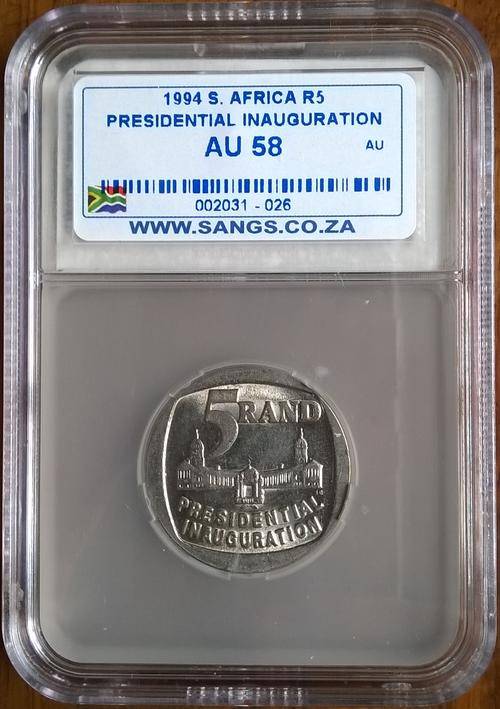 1994 S. AFRICA R5
PRESIDENTIAL INAUGURATION
AU 58
AU
002031 - 026
WWW.SANGS.CO.ZA
5 RAND
PRESIDENTIAL
INAUGURATION